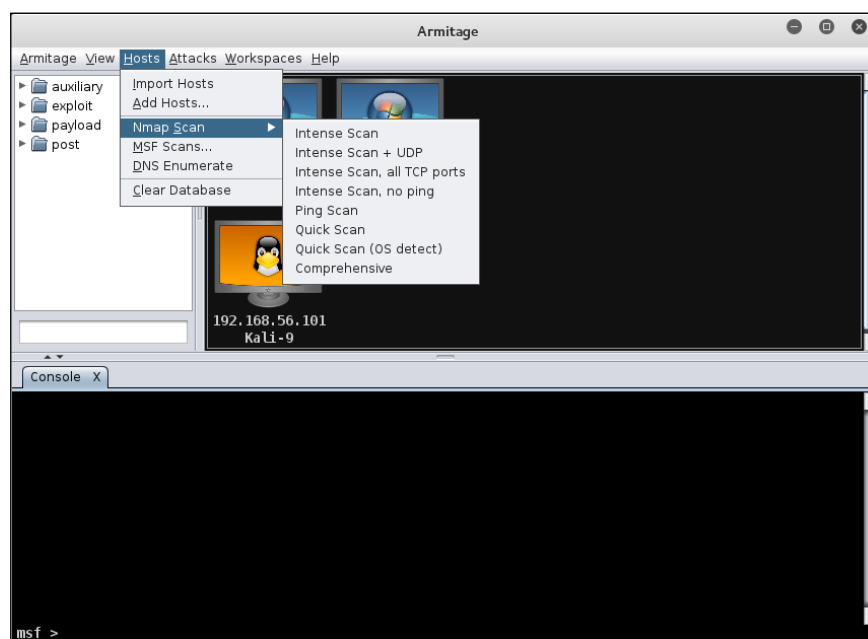 Armitage
Armitage View Hosts Attacks Workspaces Help
auxiliary
exploit
payload
post
Import Hosts
Add Hosts...
Nmap Scan
MSF Scans...
DNS Enumerate
Clear Database
Intense Scan
Intense Scan + UDP
Intense Scan, all TCP ports
Intense Scan, no ping
Ping Scan
Quick Scan
Quick Scan (OS detect)
Comprehensive
192.168.56.101
Kali-9
Console X
msf >